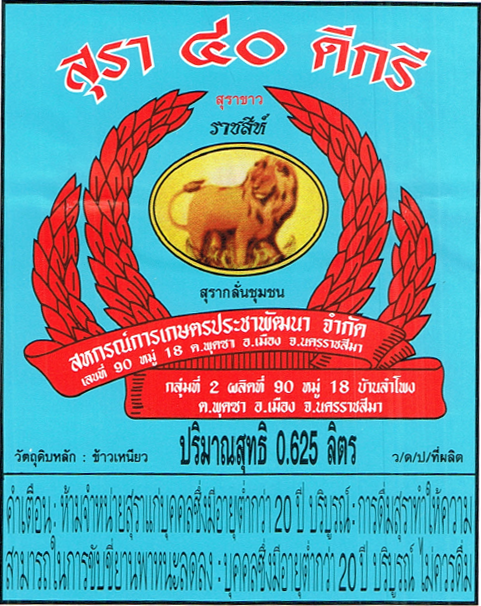 สุรา ๔๐ ดีกรี
สุราขาว
ราชสีห์
สุรากลั่นชุมชน
สหกรณ์การเกษตรประชาพัฒนา จำกัด
เลขที่ 90 หมู่ 18 ต.พุดซา อ.เมือง จ.นครราชสีมา
กลุ่มที่ 2 ผลิตที่ 90 หมู่ 18 บ้านลำโพง
ต.พุดซา อ.เมือง จ.นครราชสีมา
วัตถุดิบหลัก : ข้าวเหนียว ปริมาณสุทธิ 0.625 ลิตร ว/ด/ป/ที่ผลิต
คำเตือน : ห้ามจำหน่ายสุราแก่บุคคลซึ่งมีอายุต่ำกว่า 20 ปี บริบูรณ์ : การดื่มสุราทำให้ความ
สามารถในการขับขี่ยานพาหนะลดลง : บุคคลซึ่งมีอายุต่ำกว่า 20 ปี บริบูรณ์ ไม่ควรดื่ม